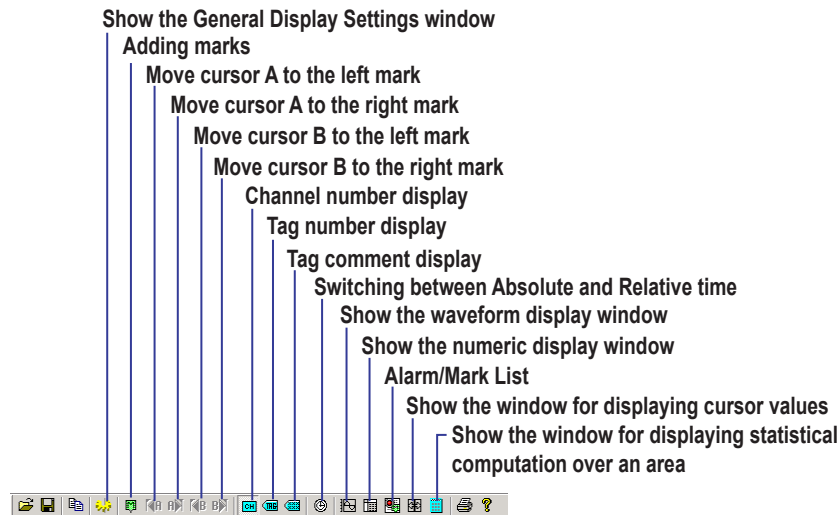 Show the General Display Settings window
Adding marks
Move cursor A to the left mark
Move cursor A to the right mark
Move cursor B to the left mark
Move cursor B to the right mark
Channel number display
Tag number display
Tag comment display
Switching between Absolute and Relative time
Show the waveform display window
Show the numeric display window
Alarm/Mark List
Show the window for displaying cursor values
Show the window for displaying statistical
computation over an area
M A A B B CH TAG ?